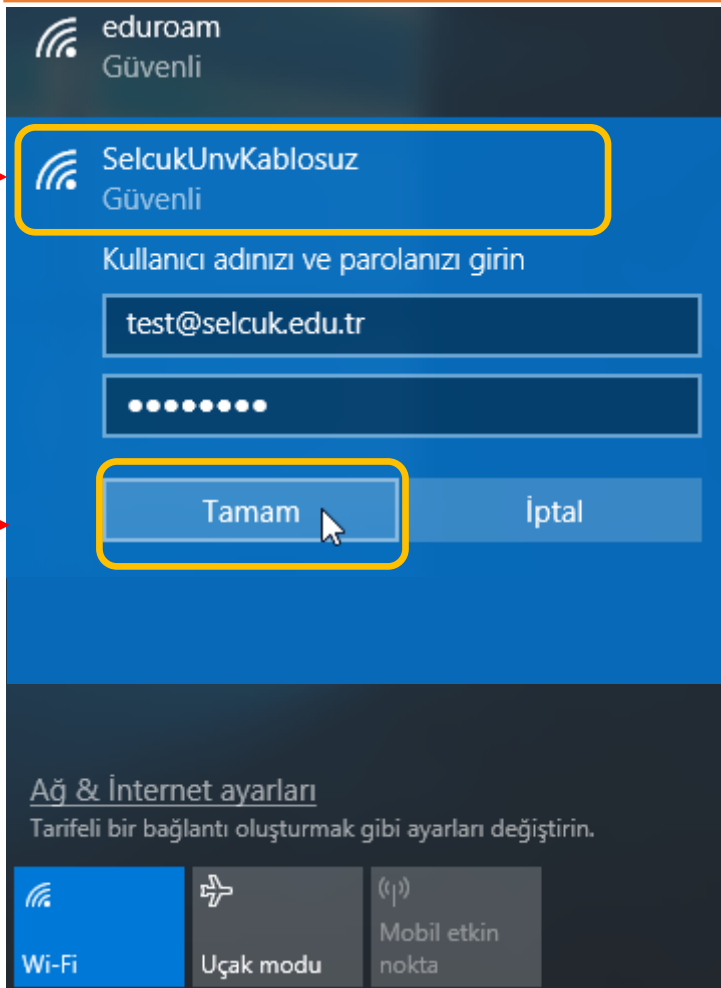 eduroam
Güvenli
SelcukUnvKablosuz
Güvenli
Kullanıcı adınızı ve parolanızı girin
test@selcuk.edu.tr
••••••••
Tamam
İptal
Ağ & İnternet ayarları
Tarifeli bir bağlantı oluşturmak gibi ayarları değiştirin.
Wi-Fi
Uçak modu
Mobil etkin
nokta